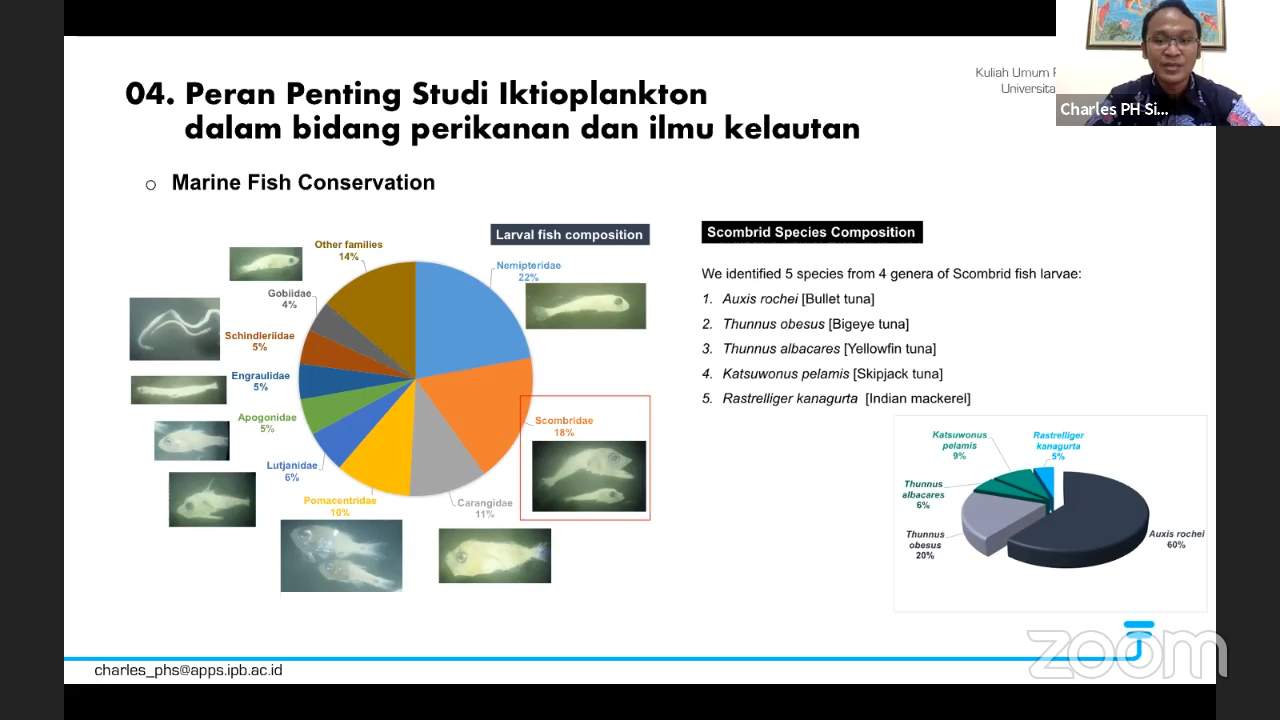 Kuliah Umum
Universita
Charles PH Si...
04. Peran Penting Studi Iktioplankton
dalam bidang perikanan dan ilmu kelautan
o Marine Fish Conservation
Larval fish composition
Other families
14%
Nemipteridae
22%
Gobiidae
4%
Schindleriidae
5%
Engraulidae
5%
Apogonidae
5%
Lutjanidae
6%
Pomacentridae
10%
Carangidae
11%
Scombridae
18%
Scombrid Species Composition
We identified 5 species from 4 genera of Scombrid fish larvae:
1. Auxis rochei [Bullet tuna]
2. Thunnus obesus [Bigeye tuna]
3. Thunnus albacares [Yellowfin tuna]
4. Katsuwonus pelamis [Skipjack tuna]
5. Rastrelliger kanagurta [Indian mackerel]
Katsuwonus
pelamis
9%
Rastrelliger
kanagurta
5%
Thunnus
albacares
6%
Thunnus
obesus
20%
Auxis rochei
60%
charles_phs@apps.ipb.ac.id
zoom